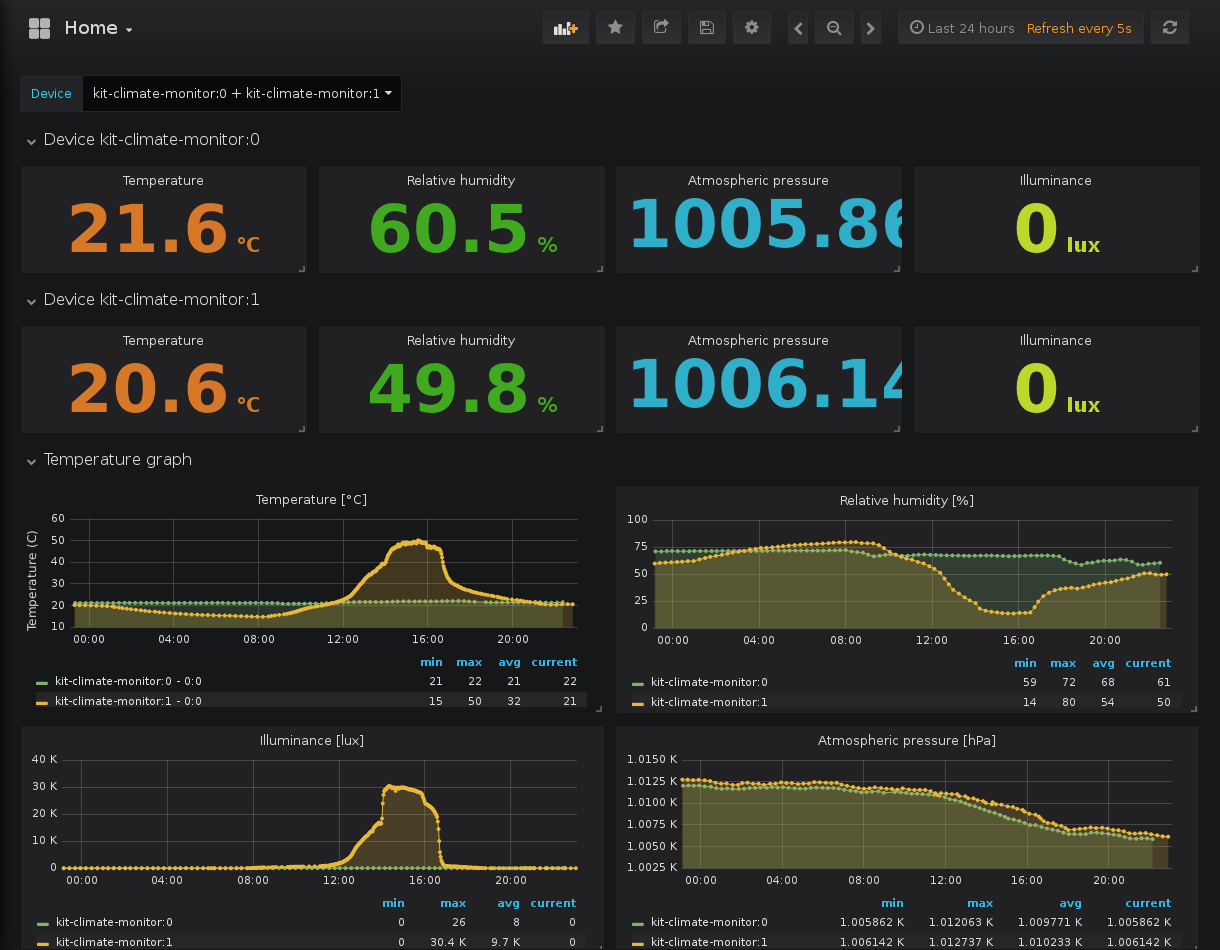 Home
Last 24 hours Refresh every 5s
Device kit-climate-monitor:0 + kit-climate-monitor:1
Device kit-climate-monitor:0
Temperature Relative humidity Atmospheric pressure Illuminance
21.6 °C 60.5 % 1005.86 0 lux
Device kit-climate-monitor:1
Temperature Relative humidity Atmospheric pressure Illuminance
20.6 °C 49.8 % 1006.14 0 lux
Temperature graph
Temperature [°C]
Temperature (C)
60
50
40
30
20
10
00:00 04:00 08:00 12:00 16:00 20:00
min max avg current
kit-climate-monitor:0 - 0:0 21 22 21 22
kit-climate-monitor:1 - 0:0 15 50 32 21
Relative humidity [%]
100
75
50
25
0
00:00 04:00 08:00 12:00 16:00 20:00
min max avg current
kit-climate-monitor:0 59 72 68 61
kit-climate-monitor:1 14 80 54 50
Illuminance [lux]
40 K
30 K
20 K
10 K
0
00:00 04:00 08:00 12:00 16:00 20:00
min max avg current
kit-climate-monitor:0 0 26 8 0
kit-climate-monitor:1 0 30.4 K 9.7 K 0
Atmospheric pressure [hPa]
1.0150 K
1.0125 K
1.0100 K
1.0075 K
1.0050 K
1.0025 K
00:00 04:00 08:00 12:00 16:00 20:00
min max avg current
kit-climate-monitor:0 1.005862 K 1.012063 K 1.009771 K 1.005862 K
kit-climate-monitor:1 1.006142 K 1.012737 K 1.010233 K 1.006142 K